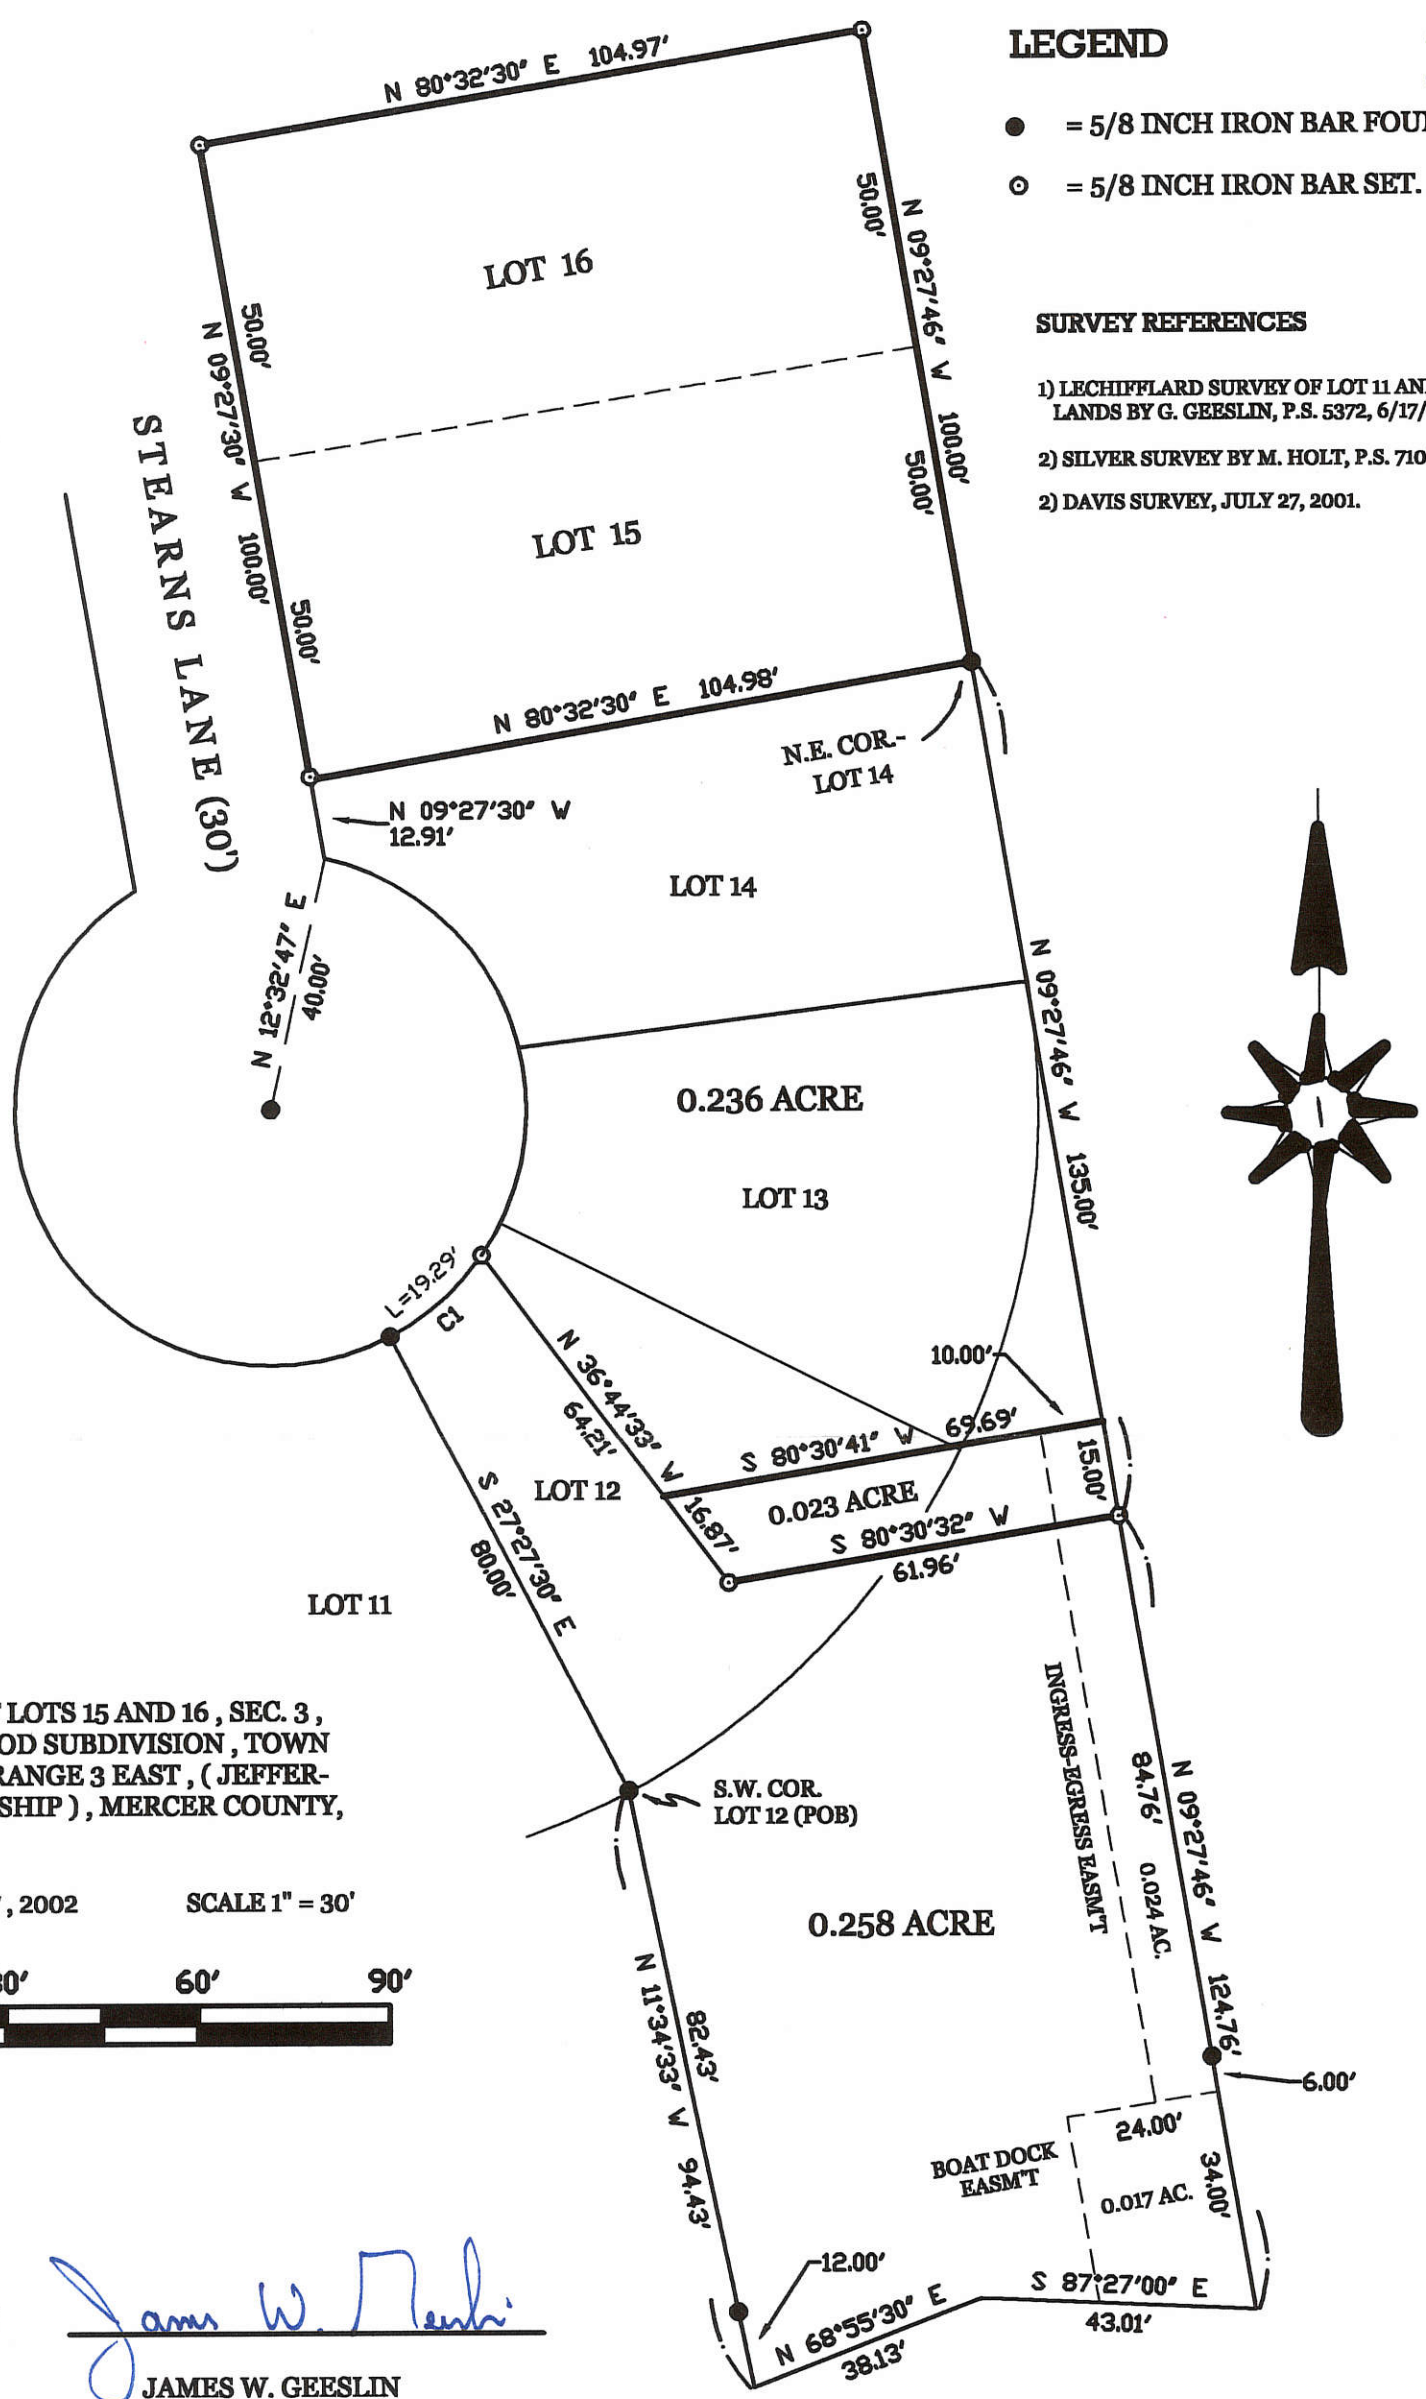 LEGEND
= 5/8 INCH IRON BAR FOU
= 5/8 INCH IRON BAR SET.
SURVEY REFERENCES
1) LECHIFFLARD SURVEY OF LOT 11 AN
LANDS BY G. GEESLIN, P.S. 5372, 6/17/
2) SILVER SURVEY BY M. HOLT, P.S. 710
2) DAVIS SURVEY, JULY 27, 2001.
N 80°32'30" E 104.97'
50.00'
N 09°27'46" W 100.00'
50.00'
LOT 16
50.00'
N 09°27'30" W 100.00'
50.00'
LOT 15
STEARNS LANE (30')
N 80°32'30" E 104.98'
N.E. COR.-
LOT 14
N 09°27'30" W
12.91'
LOT 14
N 12°32'47" E
40.00'
N 09°27'46" W 135.00'
0.236 ACRE
LOT 13
L=19.29'
C1
10.00'
N 36°44'33" W
64.21'
16.87'
S 80°30'41" W 69.69'
15.00'
0.023 ACRE
S 80°30'32" W
61.96'
LOT 12
S 27°27'30" E
80.00'
LOT 11
LOTS 15 AND 16 , SEC. 3 ,
OD SUBDIVISION , TOWN
RANGE 3 EAST , ( JEFFER-
SHIP ) , MERCER COUNTY,
, 2002 SCALE 1" = 30'
0' 60' 90'
S.W. COR.
LOT 12 (POB)
INGRESS-EGRESS EASM'T
84.76' 0.024 AC.
N 09°27'46" W 124.76'
0.258 ACRE
N 11°34'33" W 94.43'
82.43'
6.00'
24.00'
BOAT DOCK
EASM'T
0.017 AC.
34.00'
12.00'
N 68°55'30" E
38.13'
S 87°27'00" E
43.01'
James W. Geeslin
JAMES W. GEESLIN